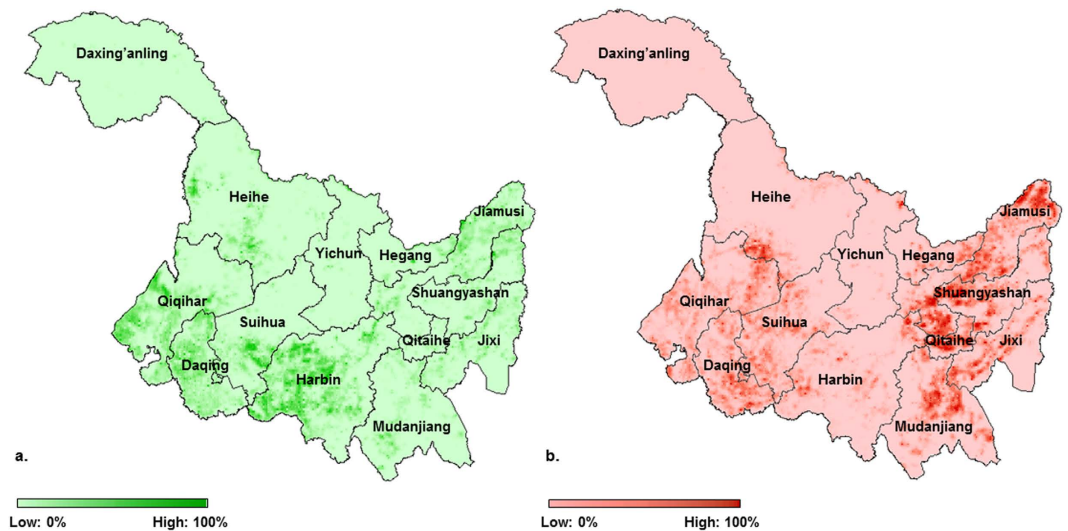 Daxing'anling
Heihe
Jiamusi
Yichun
Hegang
Shuangyashan
Qiqihar
Suihua
Qitaihe
Jixi
Daqing
Harbin
Mudanjiang
a.
Low: 0%
High: 100%
Daxing'anling
Heihe
Jiamusi
Yichun
Hegang
Shuangyashan
Qiqihar
Suihua
Qitaihe
Jixi
Daqing
Harbin
Mudanjiang
b.
Low: 0%
High: 100%